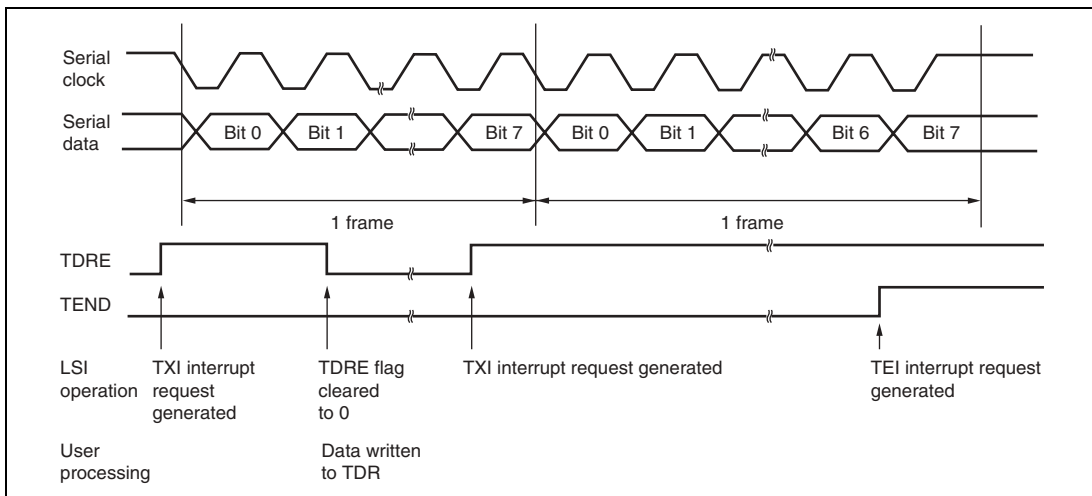 Serial
clock
Serial
data
Bit 0
Bit 1
Bit 7
Bit 0
Bit 1
Bit 6
Bit 7
1 frame
1 frame
TDRE
TEND
LSI
operation
TXI interrupt
request
generated
TDRE flag
cleared
to 0
TXI interrupt request generated
TEI interrupt request
generated
User
processing
Data written
to TDR